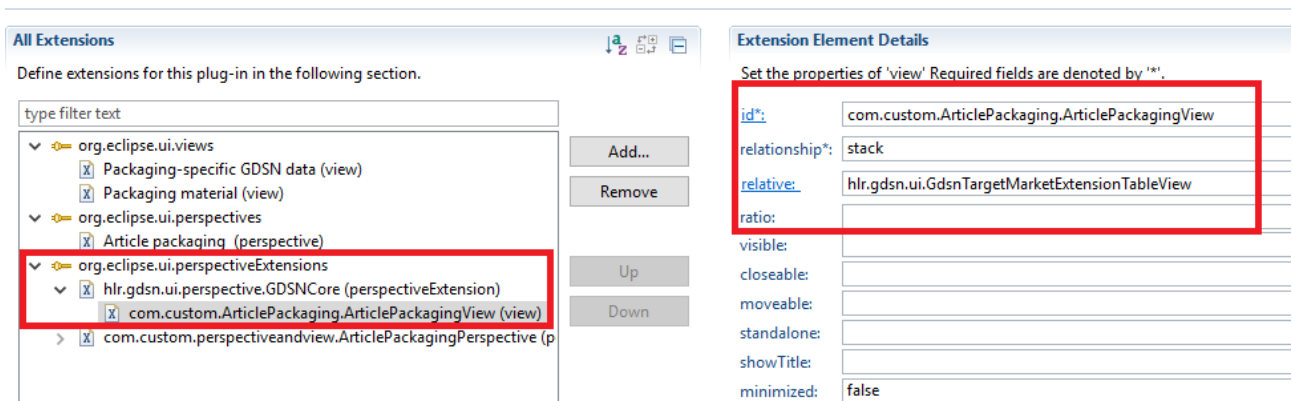 All Extensions
Define extensions for this plug-in in the following section.
type filter text
org.eclipse.ui.views
Packaging-specific GDSN data (view)
Packaging material (view)
org.eclipse.ui.perspectives
Article packaging (perspective)
org.eclipse.ui.perspectiveExtensions
hlr.gdsn.ui.perspective.GDSNCore (perspectiveExtension)
com.custom.ArticlePackaging.ArticlePackagingView (view)
com.custom.perspectiveandview.ArticlePackagingPerspective (p
Add...
Remove
Up
Down
Extension Element Details
Set the properties of 'view' Required fields are denoted by '*'.
id*: com.custom.ArticlePackaging.ArticlePackagingView
relationship*: stack
relative: hlr.gdsn.ui.GdsnTargetMarketExtensionTableView
ratio:
visible:
closeable:
moveable:
standalone:
showTitle:
minimized: false